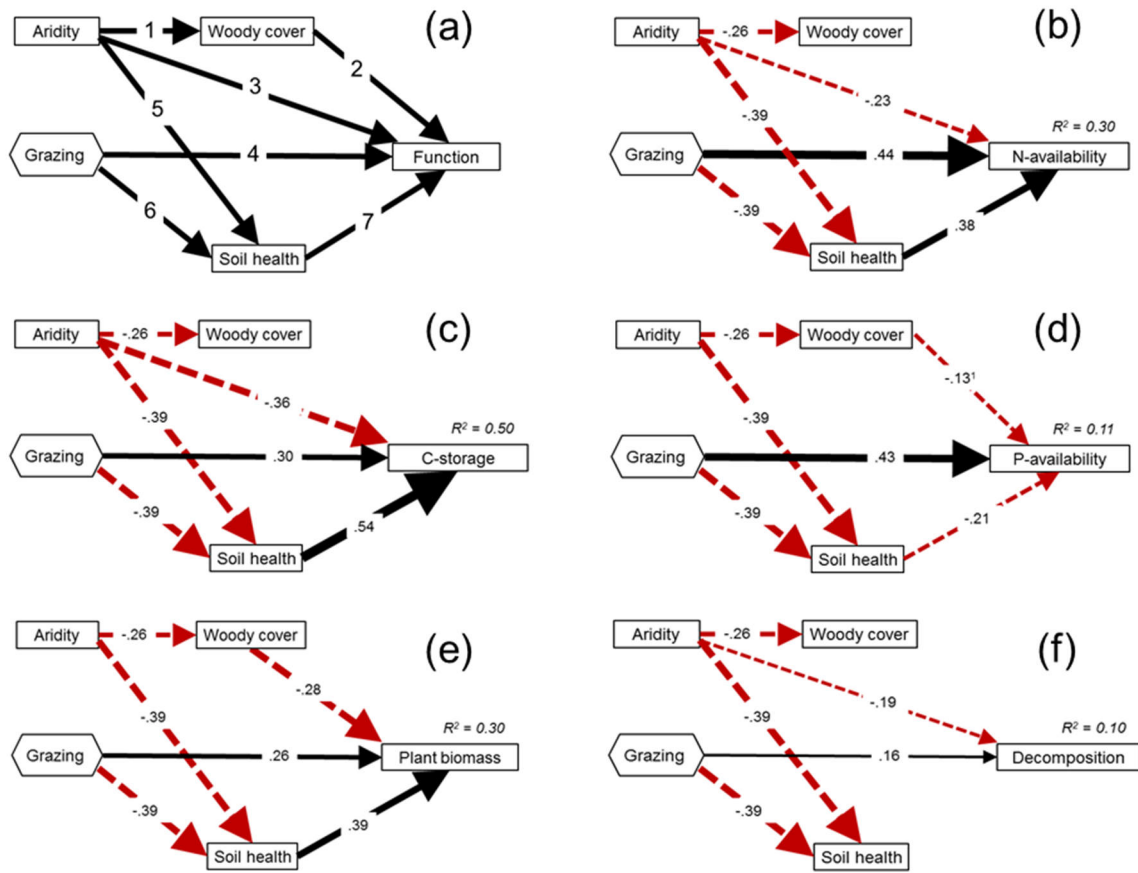 (a)
Aridity
1
Woody cover
2
3
5
Grazing
4
Function
6
7
Soil health
(b)
Aridity
-.26
Woody cover
-.23
-.39
R² = 0.30
Grazing
.44
N-availability
-.39
.38
Soil health
(c)
Aridity
-.26
Woody cover
-.36
-.39
R² = 0.50
Grazing
.30
C-storage
-.39
.54
Soil health
(d)
Aridity
-.26
Woody cover
-.13¹
-.39
R² = 0.11
Grazing
.43
P-availability
-.39
-.21
Soil health
(e)
Aridity
-.26
Woody cover
-.28
-.39
R² = 0.30
Grazing
.26
Plant biomass
-.39
.39
Soil health
(f)
Aridity
-.26
Woody cover
-.19
-.39
R² = 0.10
Grazing
.16
Decomposition
-.39
Soil health